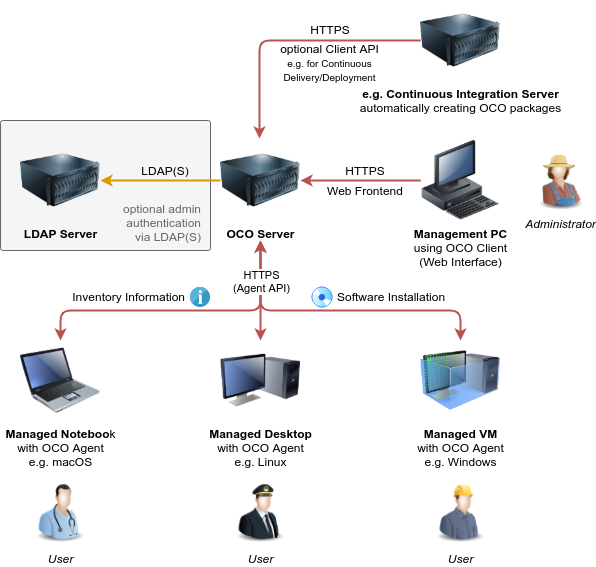 HTTPS
optional Client API
e.g. for Continuous
Delivery/Deployment
e.g. Continuous Integration Server
automatically creating OCO packages
LDAP(S)
HTTPS
Web Frontend
optional admin
authentication
via LDAP(S)
LDAP Server
OCO Server
Management PC
using OCO Client
(Web Interface)
Administrator
HTTPS
(Agent API)
Inventory Information
Software Installation
Managed Notebook
with OCO Agent
e.g. macOS
Managed Desktop
with OCO Agent
e.g. Linux
Managed VM
with OCO Agent
e.g. Windows
User
User
User